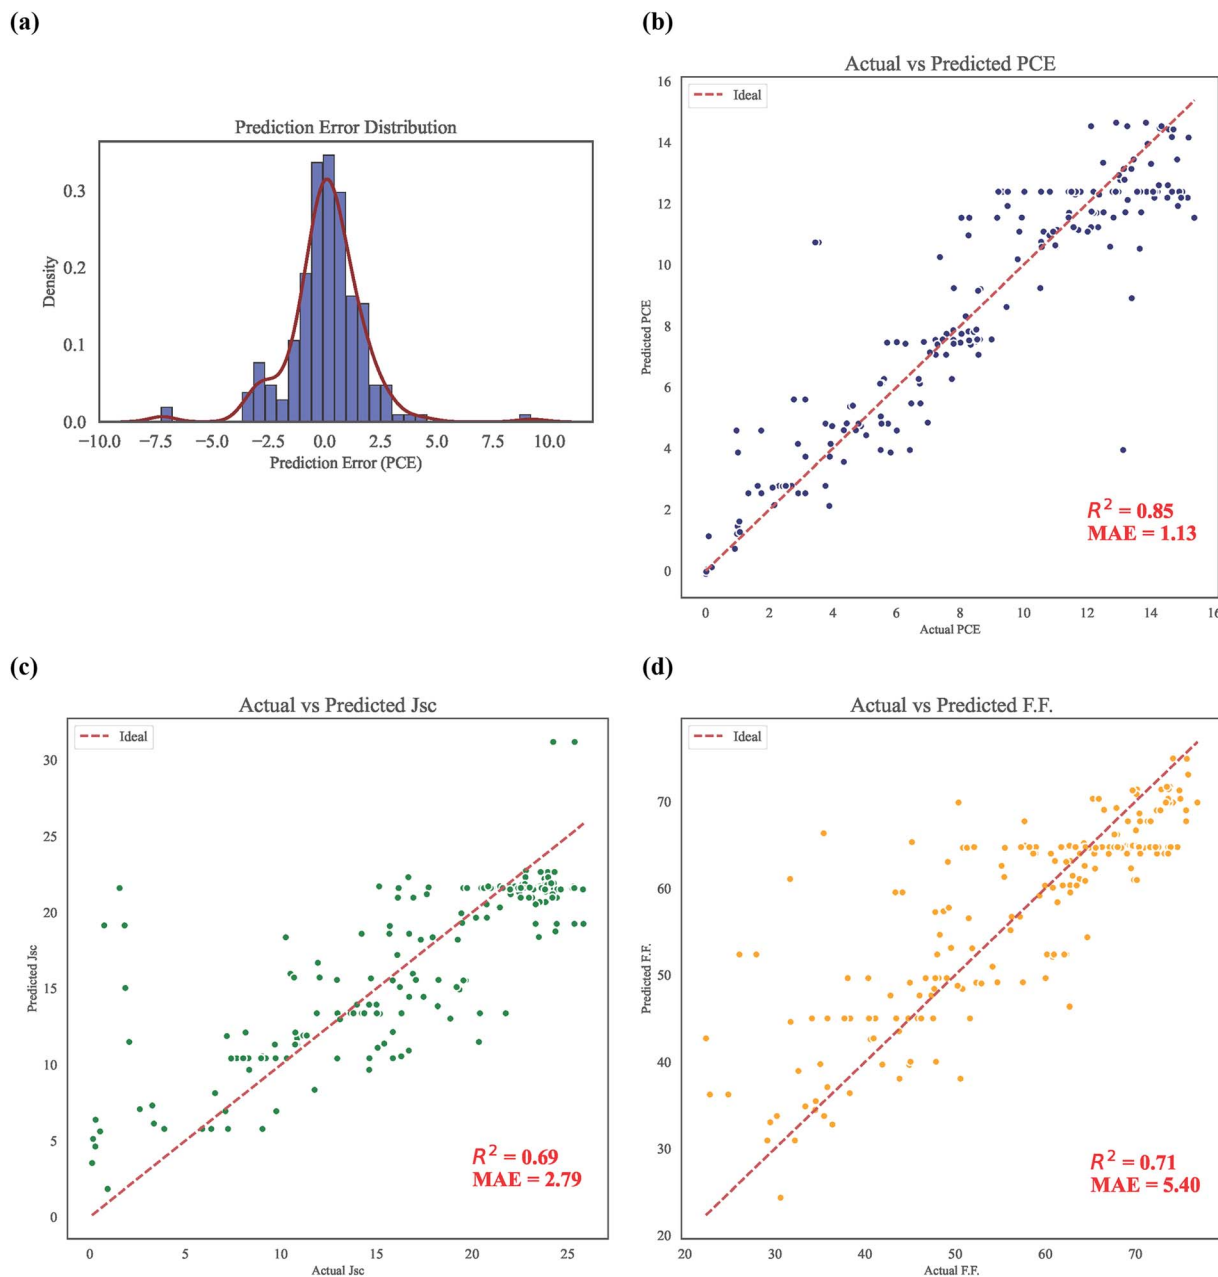 (a)
Prediction Error Distribution
Density
0.3
0.2
0.1
0.0
−10.0 −7.5 −5.0 −2.5 0.0 2.5 5.0 7.5 10.0
Prediction Error (PCE)
(b)
Actual vs Predicted PCE
Ideal
Predicted PCE
16
14
12
10
8
6
4
2
0
R² = 0.85
MAE = 1.13
0 2 4 6 8 10 12 14 16
Actual PCE
(c)
Actual vs Predicted Jsc
Ideal
Predicted Jsc
30
25
20
15
10
5
0
R² = 0.69
MAE = 2.79
0 5 10 15 20 25
Actual Jsc
(d)
Actual vs Predicted F.F.
Ideal
Predicted F.F.
70
60
50
40
30
20
R² = 0.71
MAE = 5.40
20 30 40 50 60 70
Actual F.F.